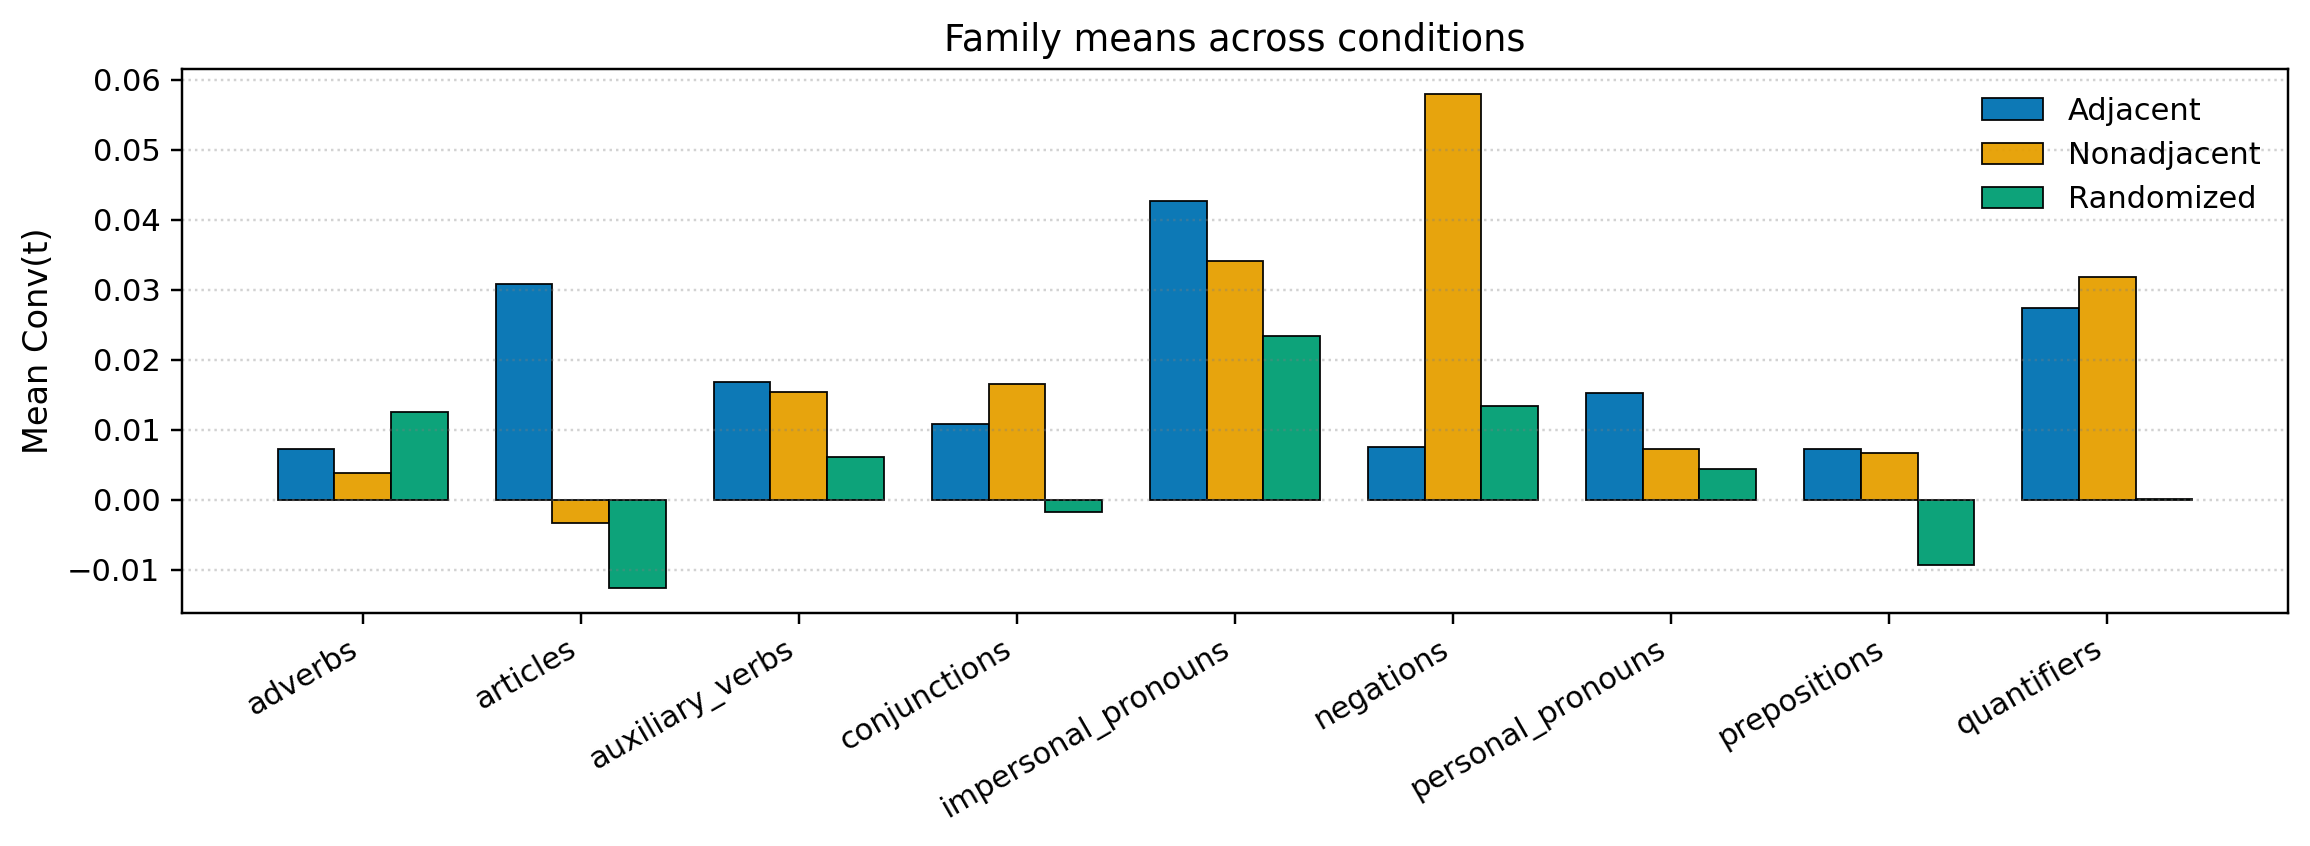 Family means across conditions
Mean Conv(t)
0.06
0.05
0.04
0.03
0.02
0.01
0.00
−0.01
Adjacent
Nonadjacent
Randomized
adverbs
articles
auxiliary_verbs
conjunctions
impersonal_pronouns
negations
personal_pronouns
prepositions
quantifiers